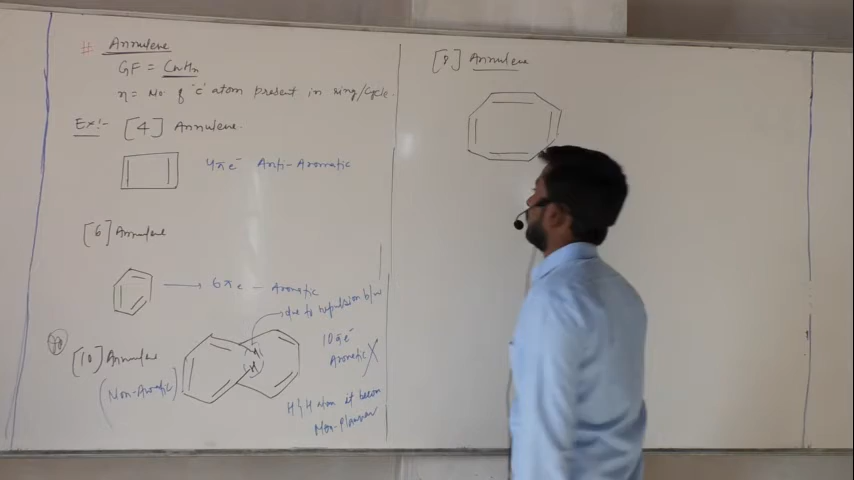 # Annulene
GF = CnHn
n = No of 'c' atom present in ring/cycle.
Ex:- [4] Annulene.
4πe⁻ Anti-Aromatic
[6] Annulene
6πe - Aromatic
due to repulsion b/w
[10] Annulene
(Non-Aromatic)
H
H
10πe⁻
Aromatic X
H & H atom it becom
Non-planar
[8] Annulene